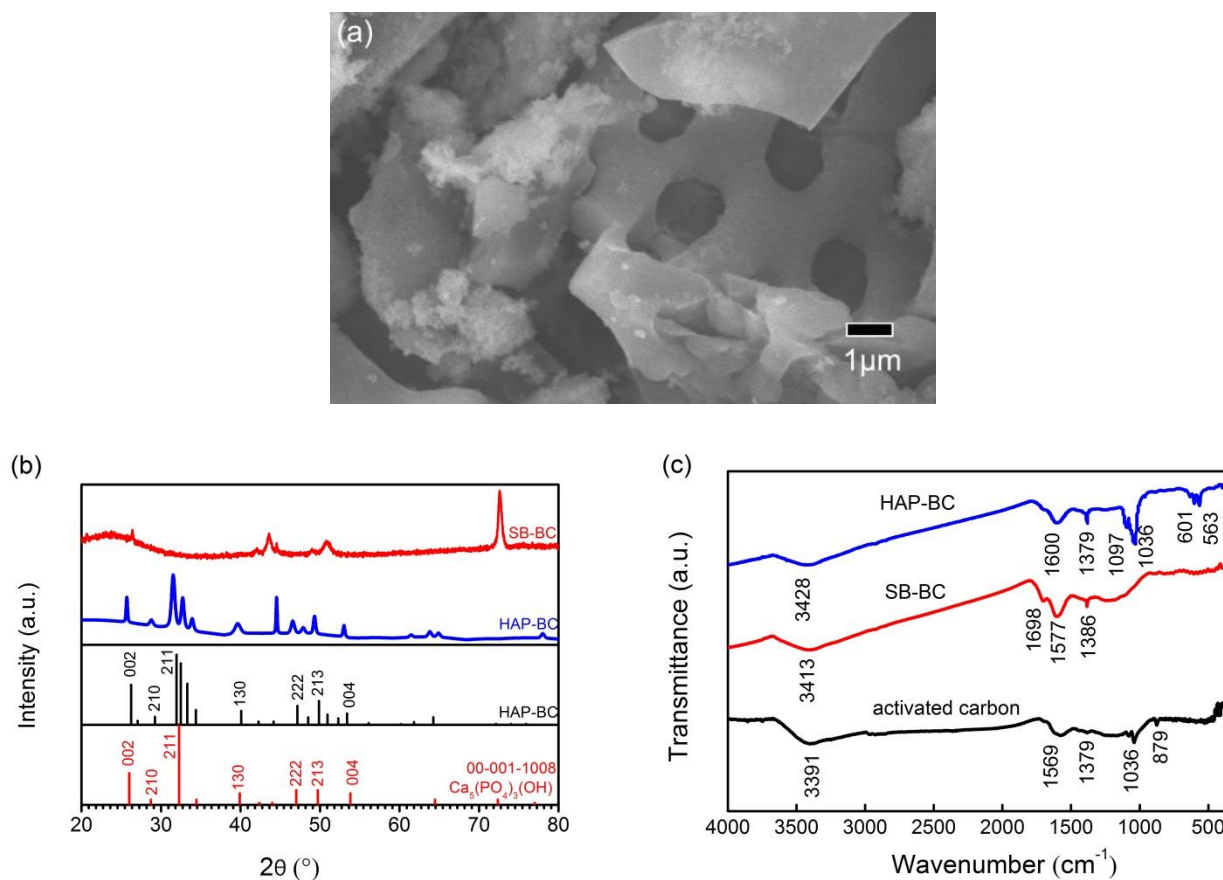 (a)
1μm
(b)
SB-BC
HAP-BC
002
210
211
130
222
213
004
HAP-BC
002
210
211
130
222
213
004
00-001-1008
Ca₅(PO₄)₃(OH)
Intensity (a.u.)
20 30 40 50 60 70 80
2θ (°)
(c)
HAP-BC
3428
1600
1379
1097
1036
601
563
SB-BC
3413
1698
1577
1386
activated carbon
3391
1569
1379
1036
879
Transmittance (a.u.)
4000 3500 3000 2500 2000 1500 1000 500
Wavenumber (cm⁻¹)